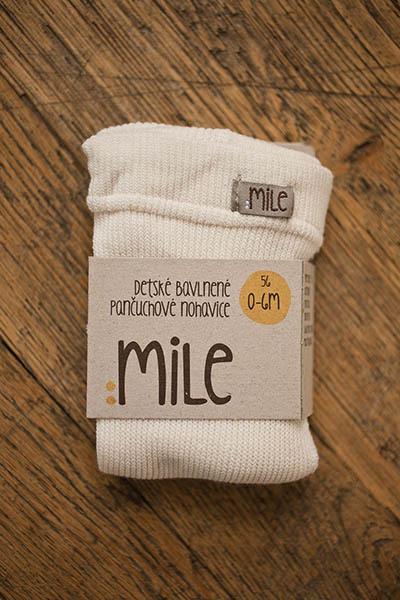 :MiLe
DETSKÉ BAVLNENÉ
PANČUCHOVÉ NOHAVICE
56
0-6M
:MiLe